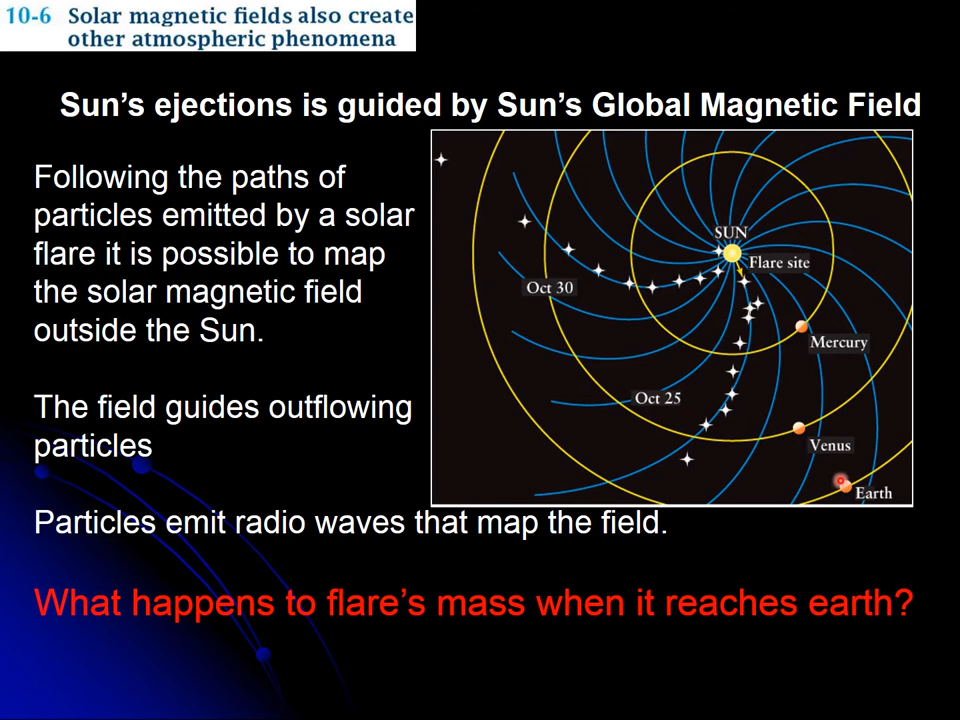 10-6 Solar magnetic fields also create
other atmospheric phenomena
Sun's ejections is guided by Sun's Global Magnetic Field
Following the paths of
particles emitted by a solar
flare it is possible to map
the solar magnetic field
outside the Sun.
The field guides outflowing
particles
Particles emit radio waves that map the field.
What happens to flare's mass when it reaches earth?
SUN
Flare site
Oct 30
Mercury
Oct 25
Venus
Earth